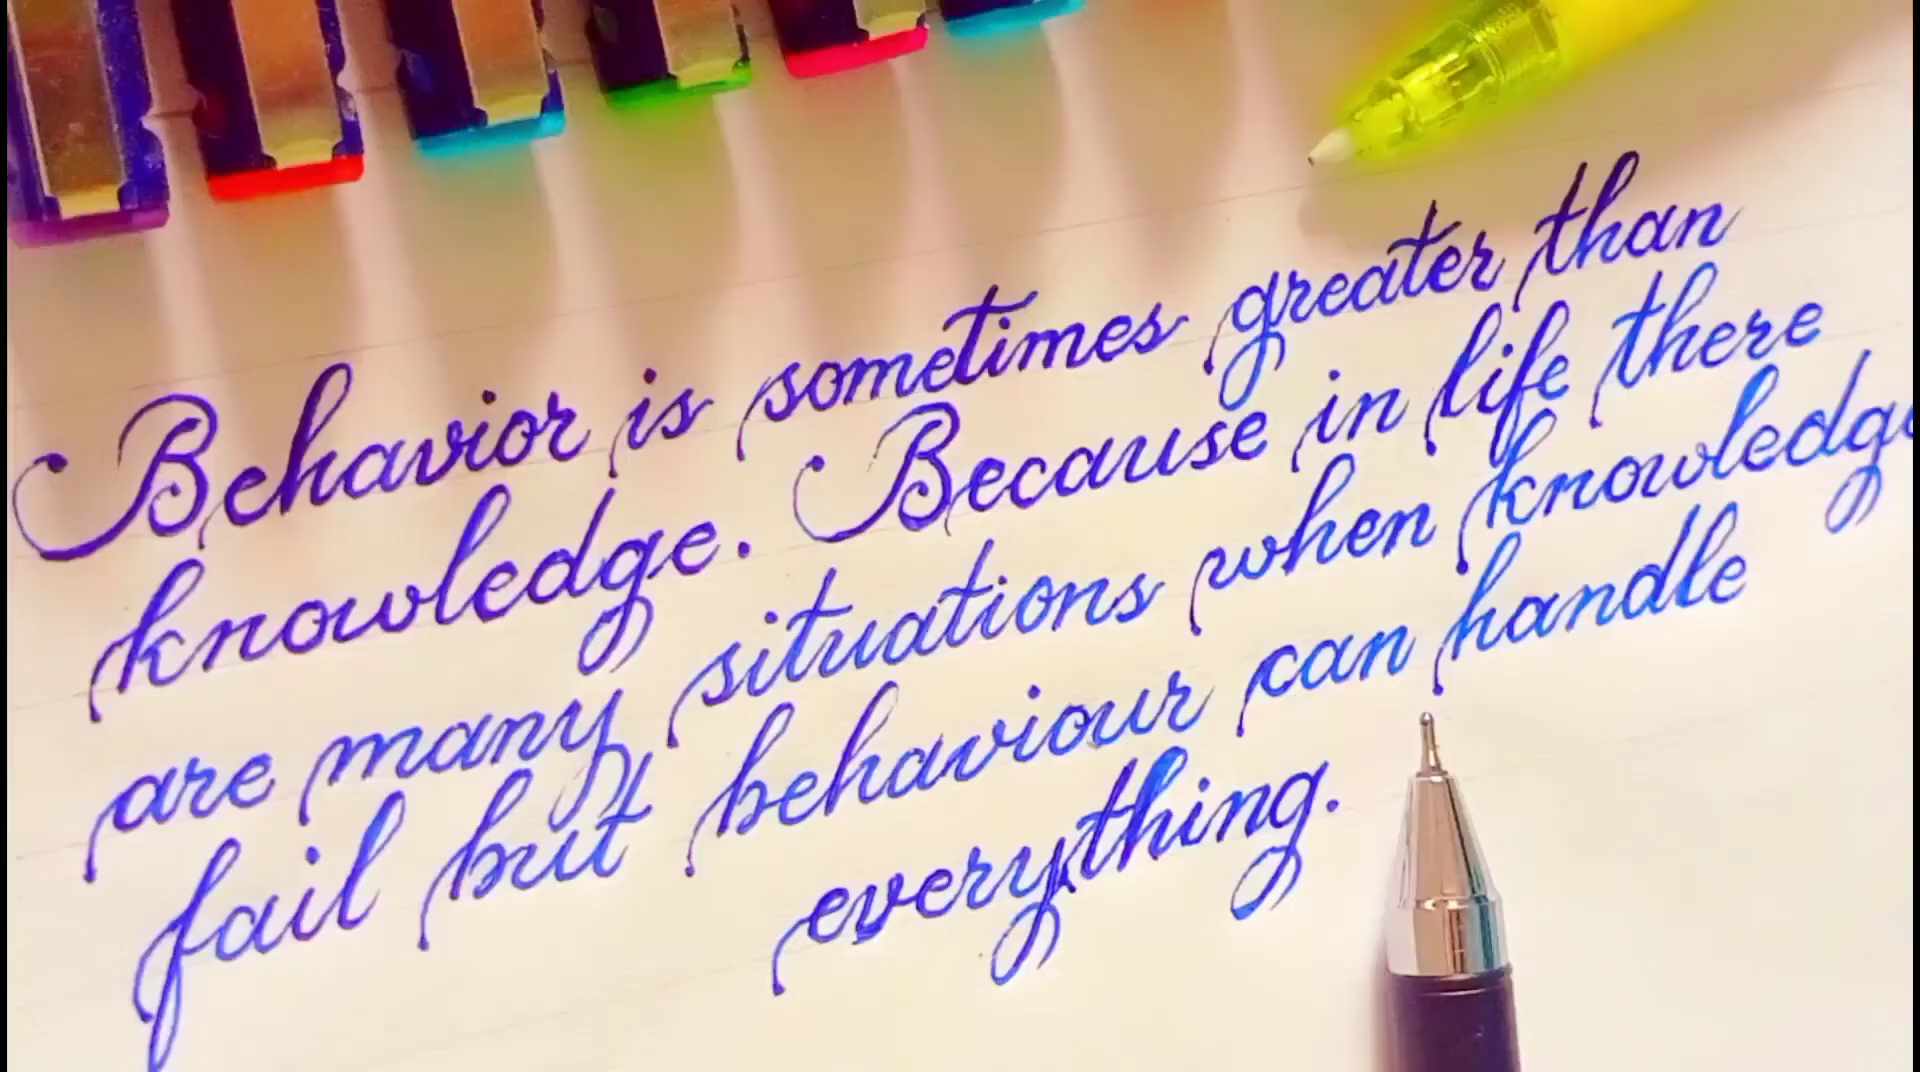 Behavior is sometimes greater than
knowledge. Because in life there
are many situations when knowledge
fail but behaviour can handle
everything.